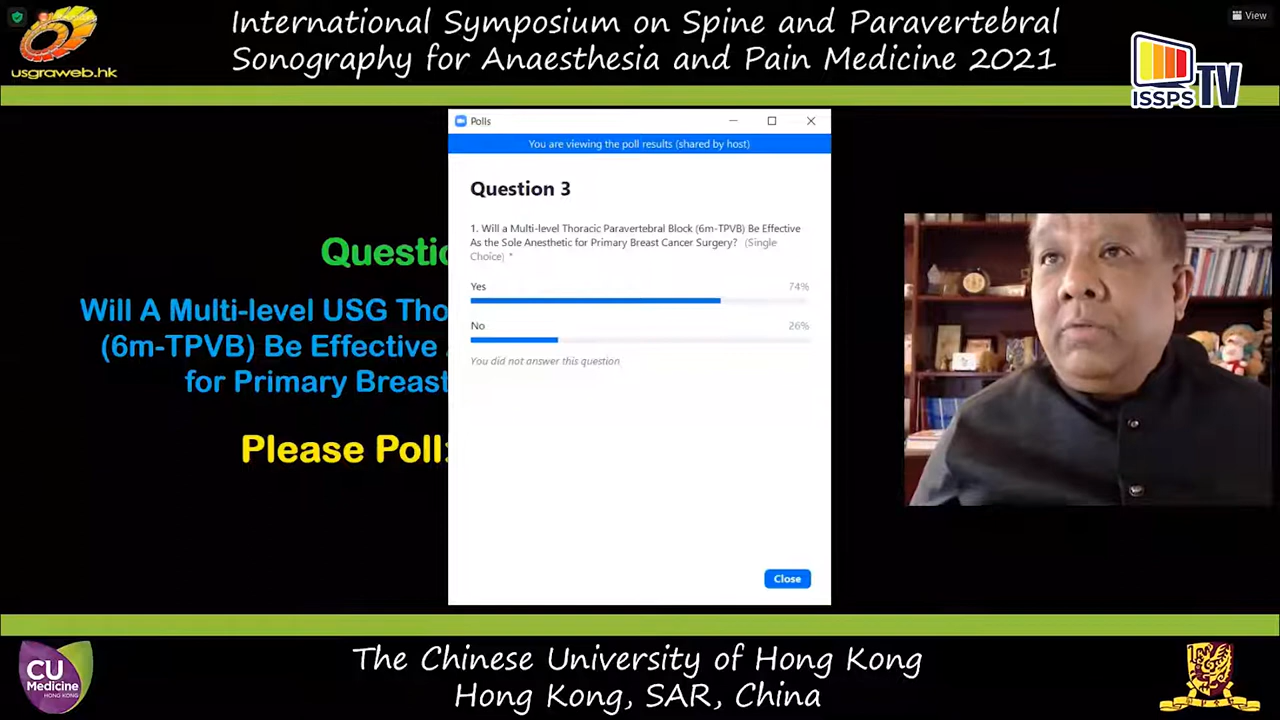 International Symposium on Spine and Paravertebral
Sonography for Anaesthesia and Pain Medicine 2021
usgraweb.hk
View
ISSPS TV
Polls
You are viewing the poll results (shared by host)
Question 3
1. Will a Multi-level Thoracic Paravertebral Block (6m-TPVB) Be Effective
As the Sole Anesthetic for Primary Breast Cancer Surgery? (Single
Choice) *
Yes 74%
No 26%
You did not answer this question
Close
Questio
Will A Multi-level USG Tho
(6m-TPVB) Be Effective
for Primary Breast
Please Poll:
CU
Medicine
HONG KONG
The Chinese University of Hong Kong
Hong Kong, SAR, China